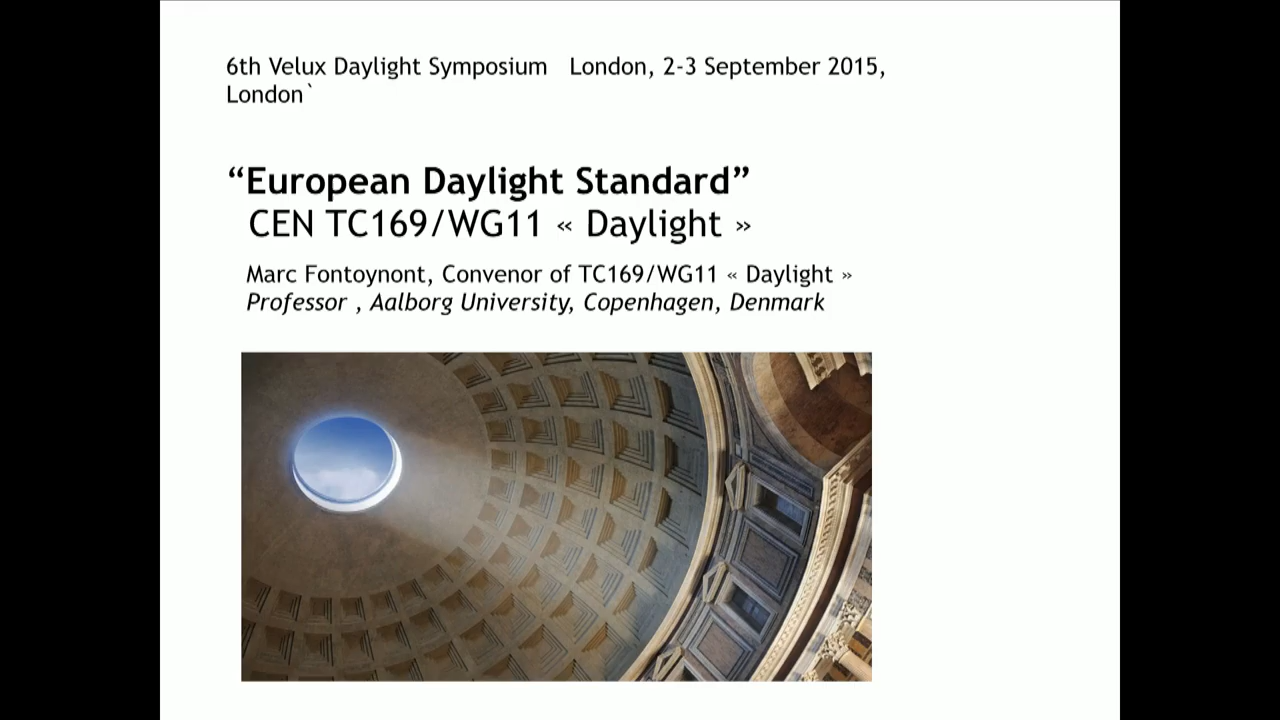 6th Velux Daylight Symposium   London, 2-3 September 2015,
London`
“European Daylight Standard”
CEN TC169/WG11 « Daylight »
Marc Fontoynont, Convenor of TC169/WG11 « Daylight »
Professor , Aalborg University, Copenhagen, Denmark